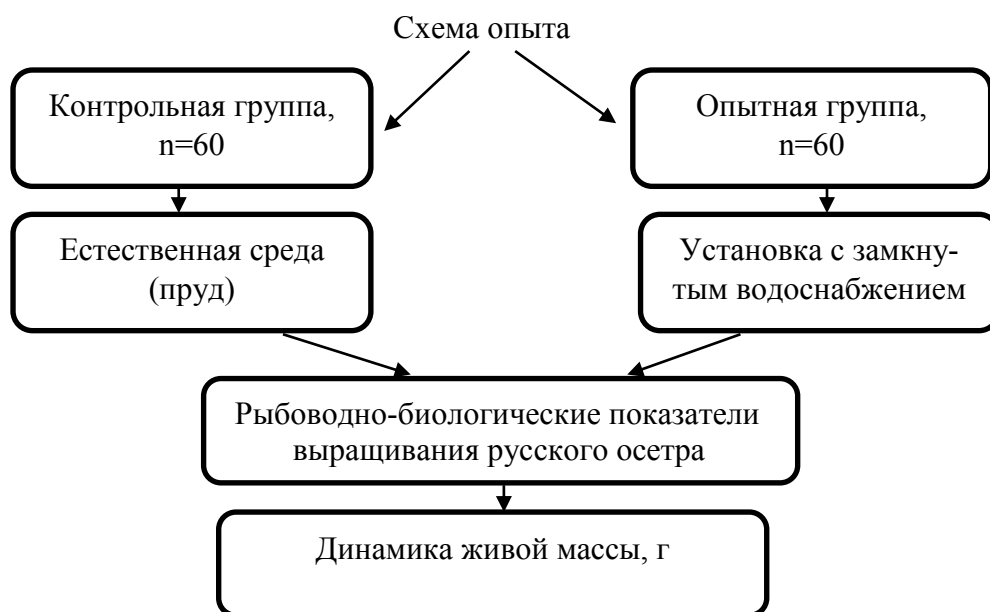 Схема опыта
Контрольная группа,
n=60
Опытная группа,
n=60
Естественная среда
(пруд)
Установка с замкну-
тым водоснабжением
Рыбоводно-биологические показатели
выращивания русского осетра
Динамика живой массы, г